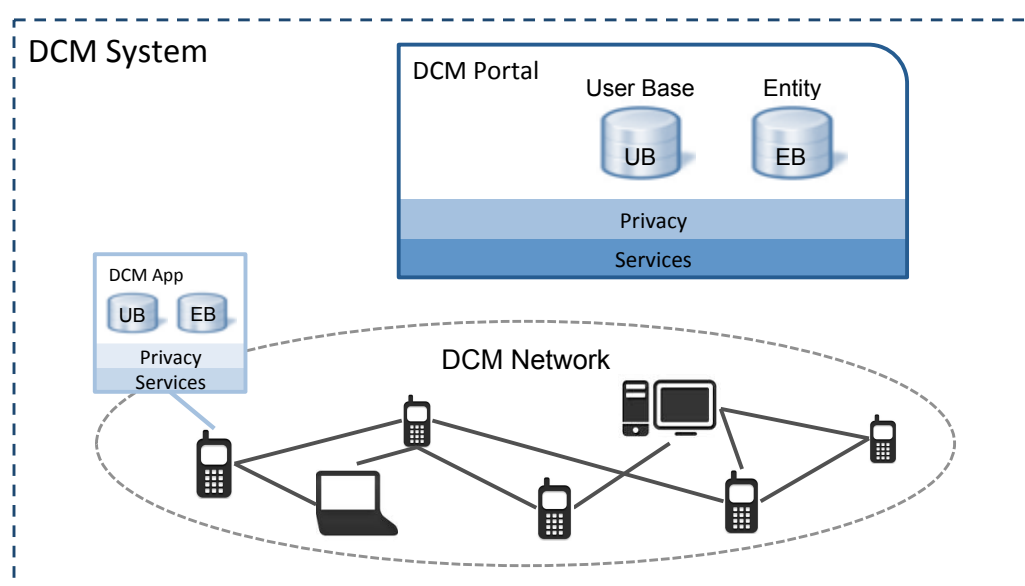 DCM System
DCM Portal
User Base
Entity
UB
EB
Privacy
Services
DCM App
UB
EB
Privacy
Services
DCM Network